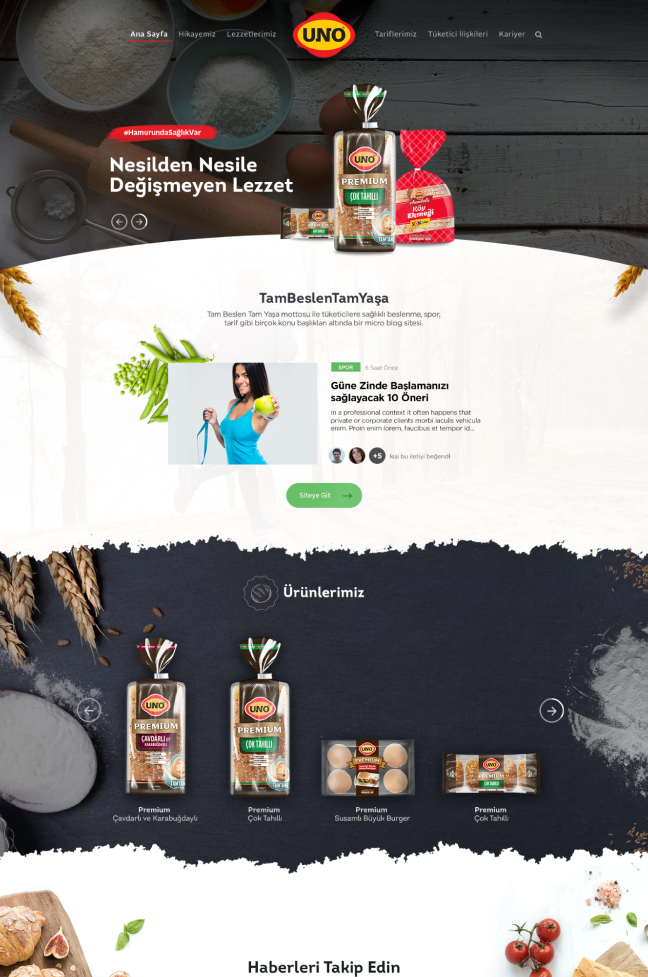 Ana Sayfa
Hikayemiz
Lezzetlerimiz
UNO
Tariflerimiz
Tüketici İlişkileri
Kariyer
#HamurundaSağlıkVar
Nesilden Nesile
Değişmeyen Lezzet
UNO
PREMIUM
ÇOK TAHILLI
Köy
Ekmeği
TamBeslenTamYaşa
Tam Beslen Tam Yaşa mottosu ile tüketicilere sağlıklı beslenme, spor,
tarif gibi birçok konu başlıkları altında bir micro blog sitesi.
SPOR
6 Saat Önce
Güne Zinde Başlamanızı
sağlayacak 10 Öneri
In a professional context it often happens that
private or corporate clients morbi iaculis vehicula
enim. Proin enim lorem, faucibus et tempor id...
+5
kişi bu iletiyi beğendi
Siteye Git
Ürünlerimiz
UNO
PREMIUM
ÇAVDARLI ve
KARABUĞDAYLI
UNO
PREMIUM
ÇOK TAHILLI
UNO
PREMIUM
UNO
PREMIUM
Premium
Çavdarlı ve Karabuğdaylı
Premium
Çok Tahıllı
Premium
Susamlı Büyük Burger
Premium
Çok Tahıllı
Haberleri Takip Edin